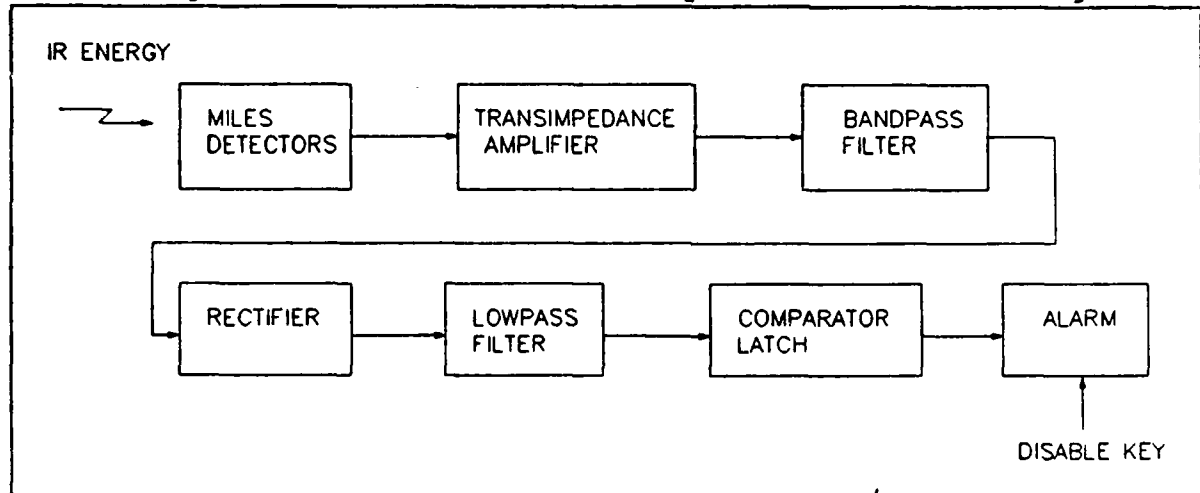 IR ENERGY
MILES
DETECTORS
TRANSIMPEDANCE
AMPLIFIER
BANDPASS
FILTER
RECTIFIER
LOWPASS
FILTER
COMPARATOR
LATCH
ALARM
DISABLE KEY